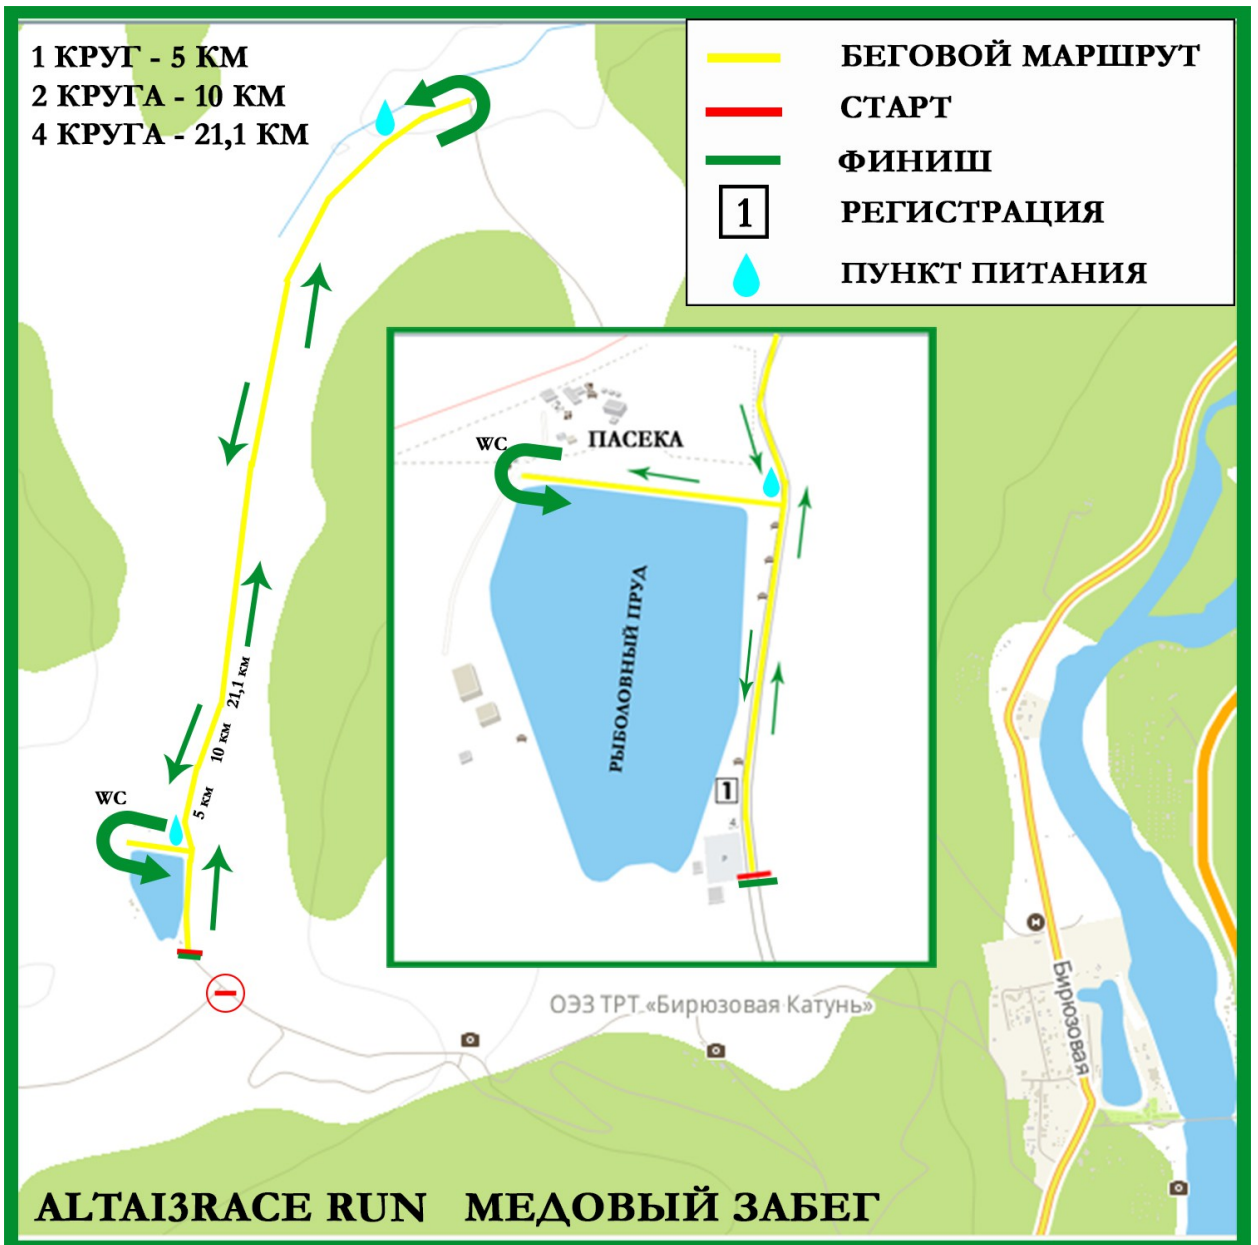 1 КРУГ - 5 КМ
2 КРУГА - 10 КМ
4 КРУГА - 21,1 КМ
БЕГОВОЙ МАРШРУТ
СТАРТ
ФИНИШ
1 РЕГИСТРАЦИЯ
ПУНКТ ПИТАНИЯ
WC
ПАСЕКА
РЫБОЛОВНЫЙ ПРУД
1
4
P
21,1 км
10 км
5 км
WC
ОЭЗ ТРТ «Бирюзовая Катунь»
Бирюзовая
ALTAI3RACE RUN МЕДОВЫЙ ЗАБЕГ